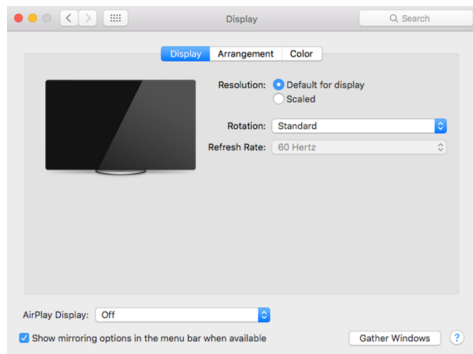 Display
Search
Display Arrangement Color
Resolution: Default for display
Scaled
Rotation: Standard
Refresh Rate: 60 Hertz
AirPlay Display: Off
Show mirroring options in the menu bar when available
Gather Windows ?